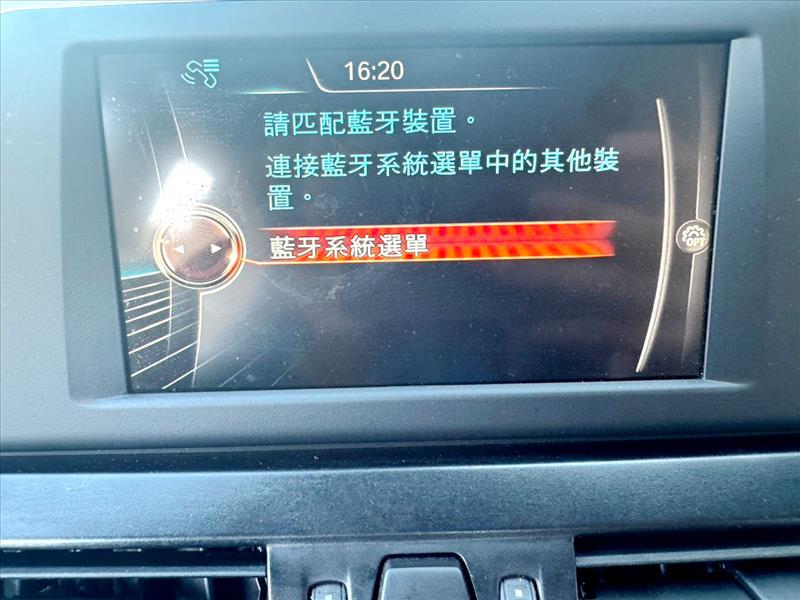 16:20
請匹配藍牙裝置。
連接藍牙系統選單中的其他裝
置。
藍牙系統選單
OPT